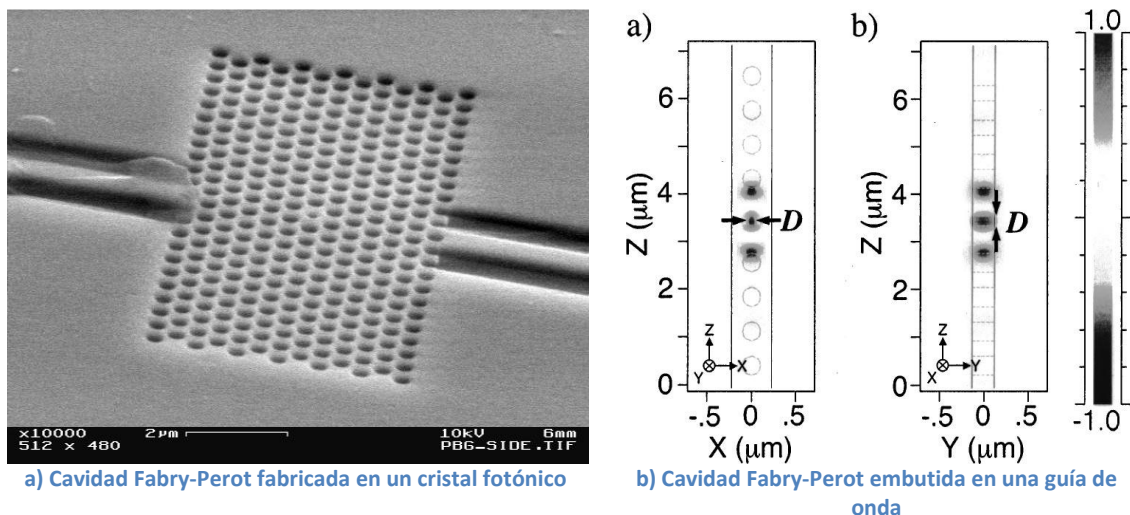 x10000 2µm 10kV 6mm
512 x 480 PBG-SIDE.TIF
a) Cavidad Fabry-Perot fabricada en un cristal fotónico
a) b) 1.0
6
4
2
0
Z (µm)
D
Z
Y X
-.5 0 .5
X (µm)
6
4
2
0
Z (µm)
D
Z
X Y
-.5 0 .5
Y (µm)
-1.0
b) Cavidad Fabry-Perot embutida en una guía de
onda